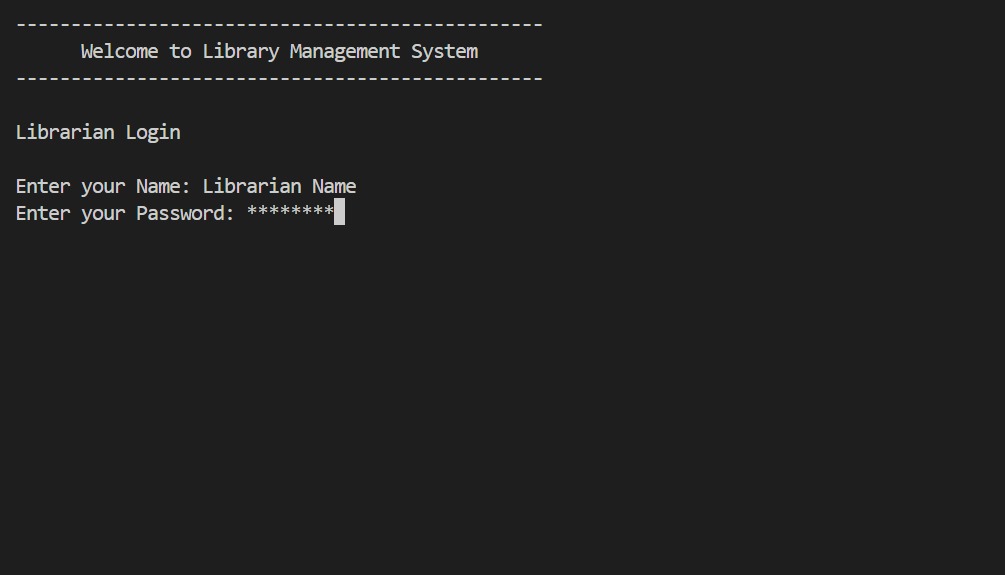 ------------------------------------------------
Welcome to Library Management System
------------------------------------------------
Librarian Login
Enter your Name: Librarian Name
Enter your Password: ********